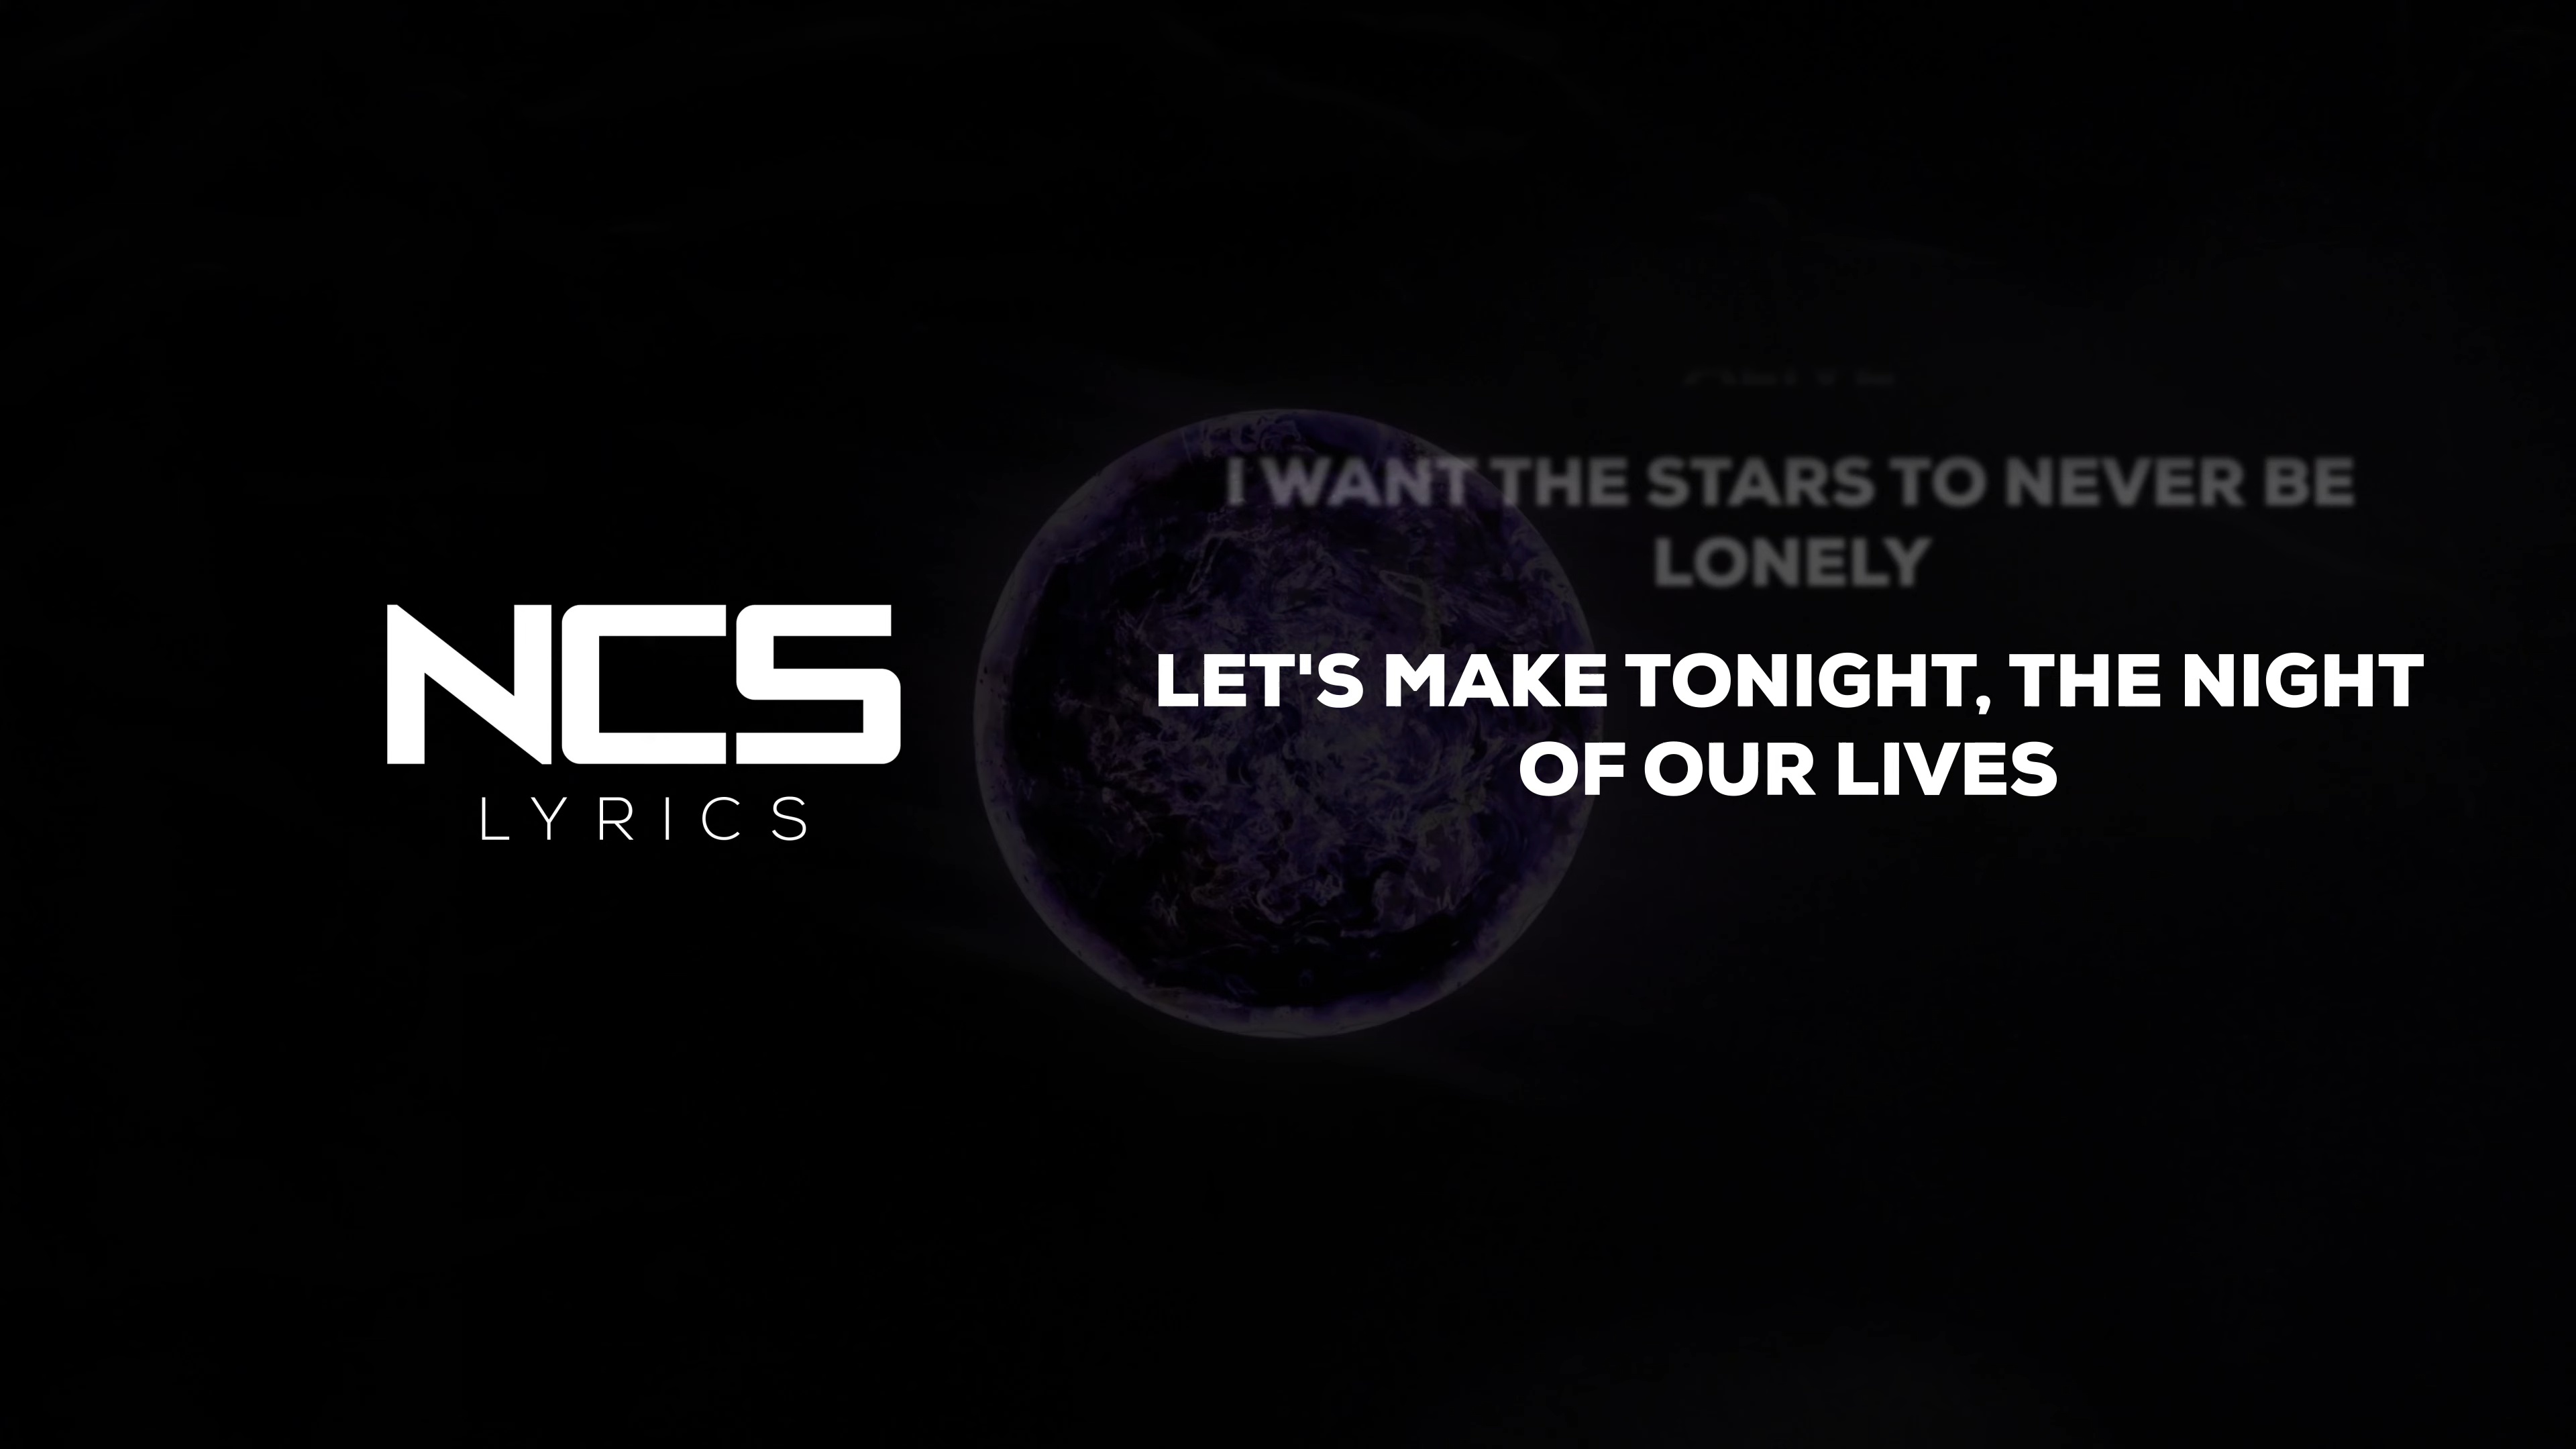 NCS
LYRICS
I WANT THE STARS TO NEVER BE
LONELY
LET'S MAKE TONIGHT, THE NIGHT
OF OUR LIVES